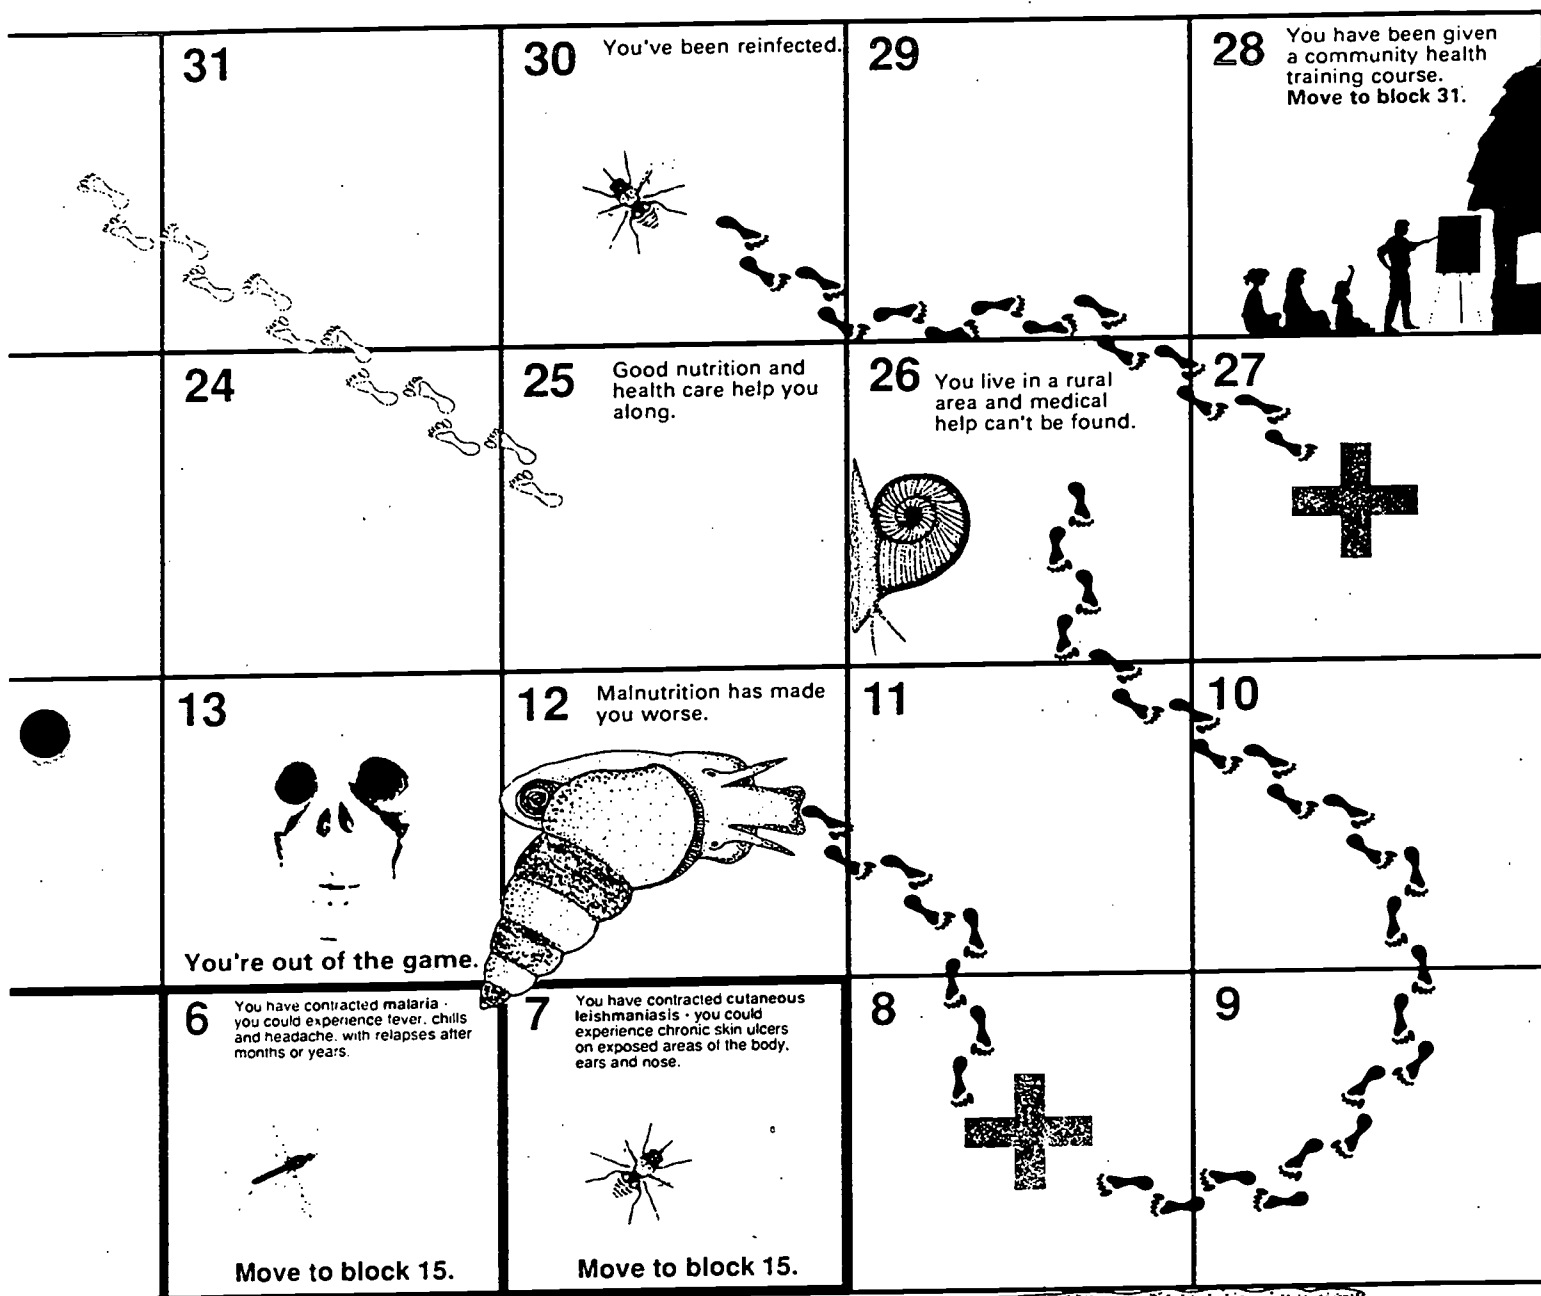 31
30
You've been reinfected.
29
28
You have been given
a community health
training course.
Move to block 31.
24
25
Good nutrition and
health care help you
along.
26
You live in a rural
area and medical
help can't be found.
27
13
You're out of the game.
12
Malnutrition has made
you worse.
11
10
6
You have contracted malaria -
you could experience fever, chills
and headache, with relapses after
months or years.
Move to block 15.
7
You have contracted cutaneous
leishmaniasis - you could
experience chronic skin ulcers
on exposed areas of the body,
ears and nose.
Move to block 15.
8
9